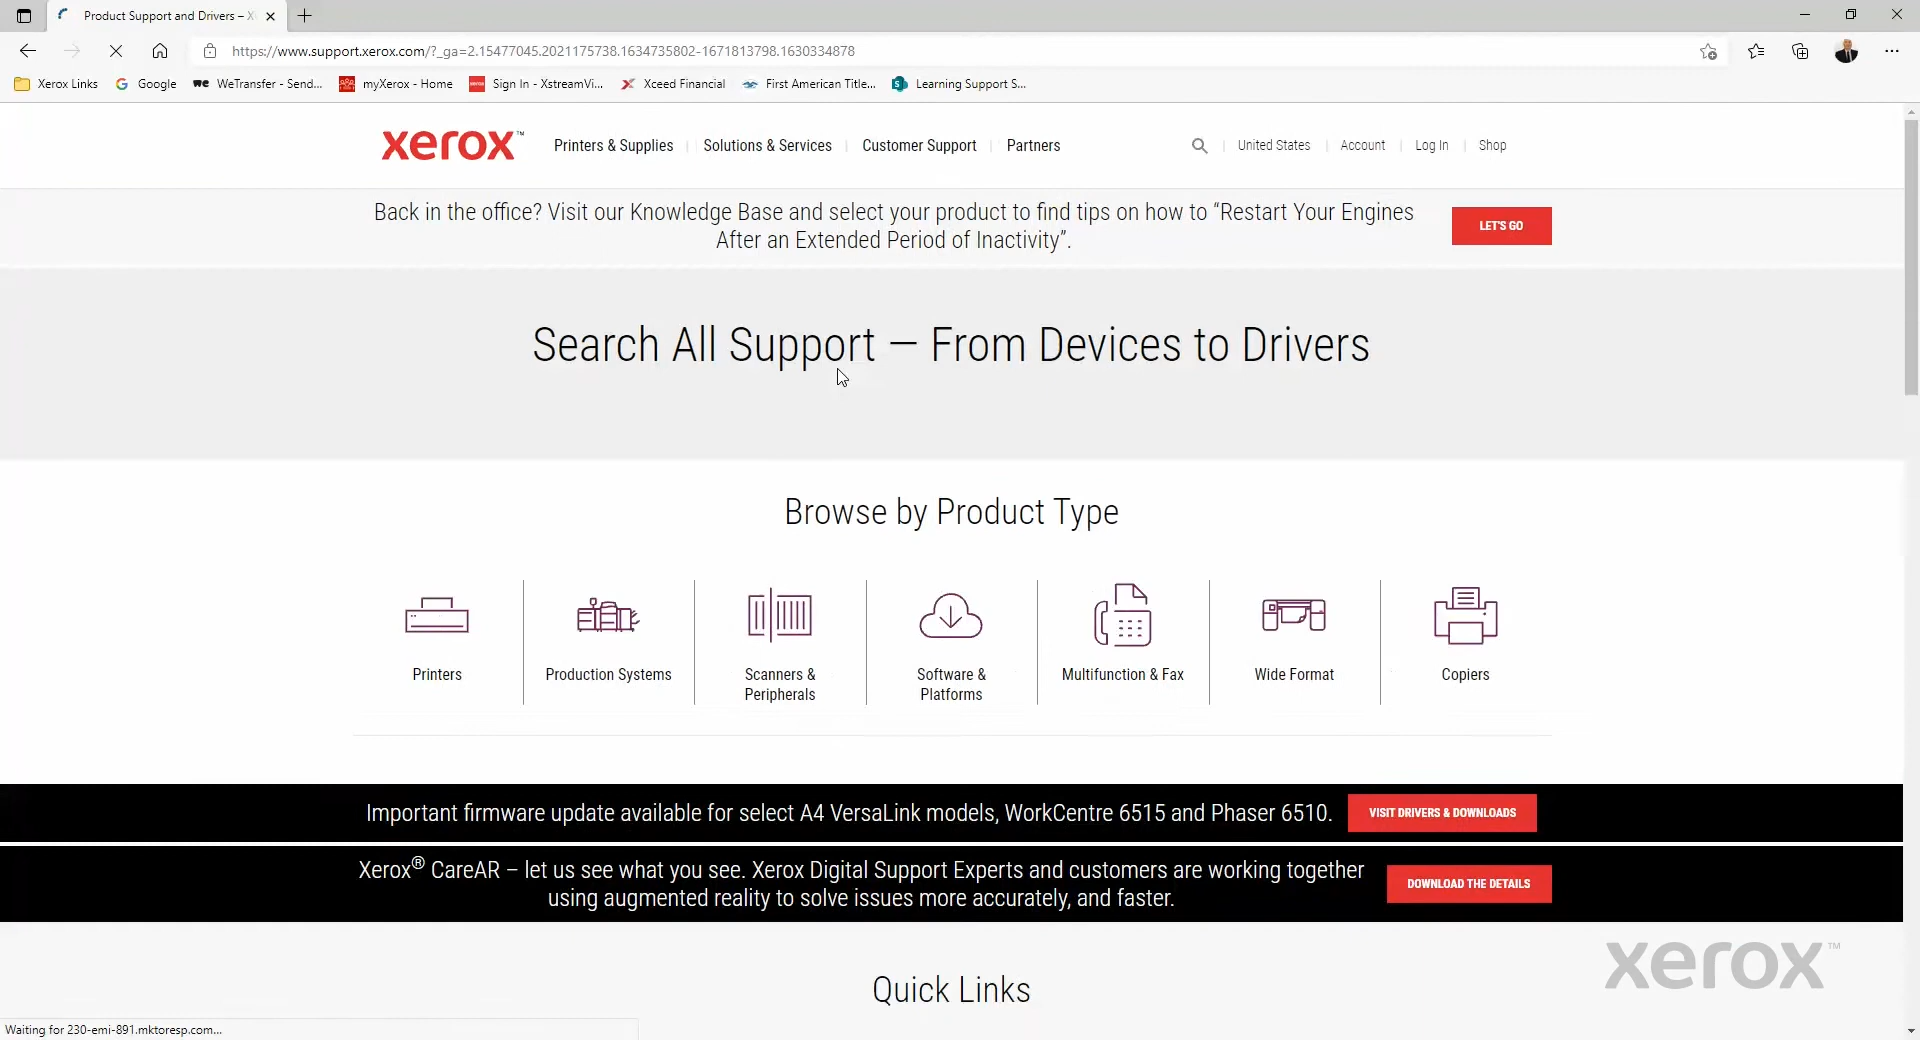 Product Support and Drivers – X
https://www.support.xerox.com/?_ga=2.15477045.2021175738.1634735802-1671813798.1630334878
Xerox Links Google WeTransfer - Send... myXerox - Home Sign In - XstreamVi... Xceed Financial First American Title... Learning Support S...
xerox™ Printers & Supplies Solutions & Services Customer Support Partners United States Account Log In Shop
Back in the office? Visit our Knowledge Base and select your product to find tips on how to “Restart Your Engines
After an Extended Period of Inactivity”.
LET'S GO
Search All Support — From Devices to Drivers
Browse by Product Type
Printers
Production Systems
Scanners &
Peripherals
Software &
Platforms
Multifunction & Fax
Wide Format
Copiers
Important firmware update available for select A4 VersaLink models, WorkCentre 6515 and Phaser 6510.
VISIT DRIVERS & DOWNLOADS
Xerox® CareAR – let us see what you see. Xerox Digital Support Experts and customers are working together
using augmented reality to solve issues more accurately, and faster.
DOWNLOAD THE DETAILS
xerox™
Quick Links
Waiting for 230-emi-891.mktoresp.com...